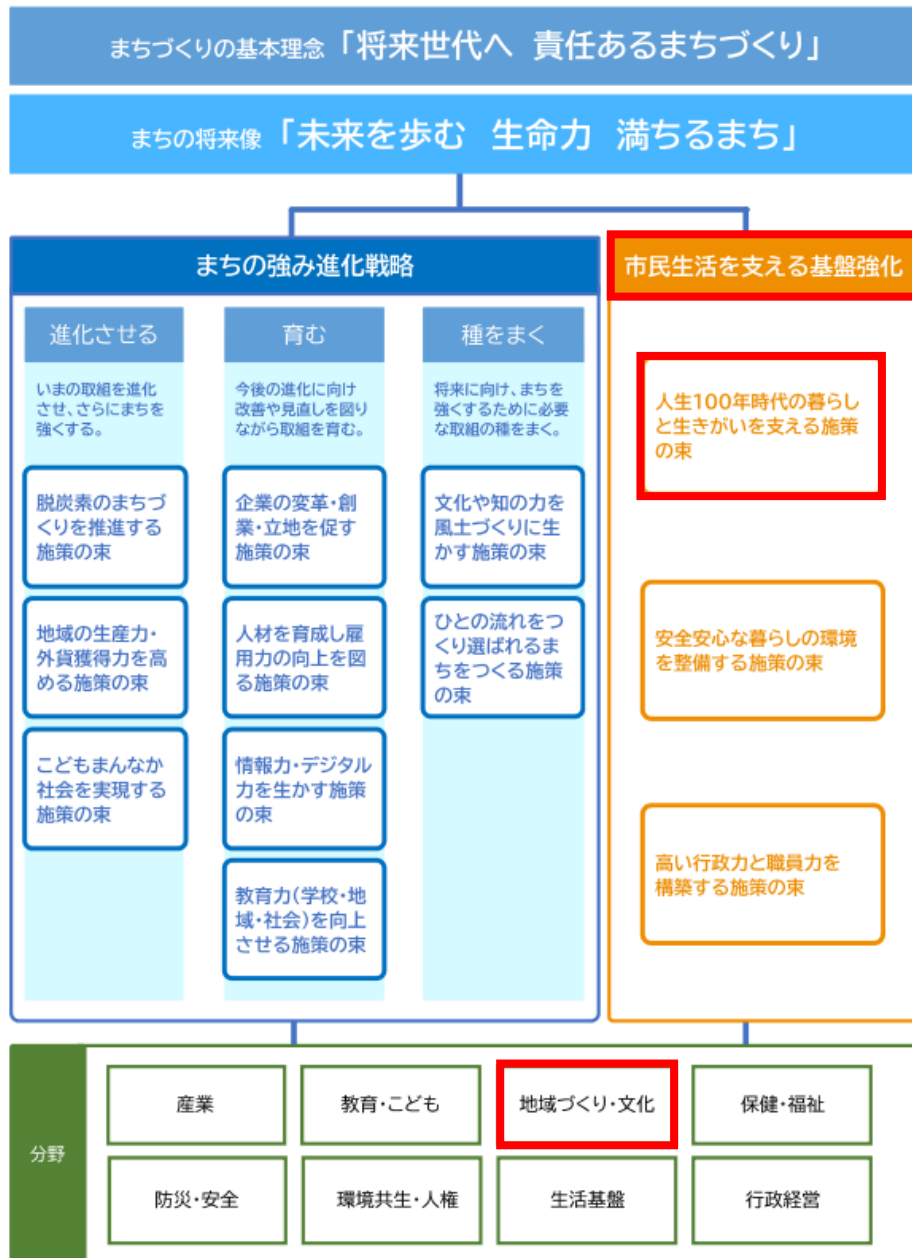 まちづくりの基本理念「将来世代へ 責任あるまちづくり」
まちの将来像「未来を歩む 生命力 満ちるまち」
まちの強み進化戦略
進化させる
いまの取組を進化
させ、さらにまちを
強くする。
脱炭素のまちづ
くりを推進する
施策の束
地域の生産力・
外貨獲得力を高
める施策の束
こどもまんなか
社会を実現する
施策の束
育む
今後の進化に向け
改善や見直しを図り
ながら取組を育む。
企業の変革・創
業・立地を促す
施策の束
人材を育成し雇
用力の向上を図
る施策の束
情報力・デジタル
力を生かす施策
の束
教育力(学校・地
域・社会)を向上
させる施策の束
種をまく
将来に向け、まちを
強くするために必要
な取組の種をまく。
文化や知の力を
風土づくりに生
かす施策の束
ひとの流れをつ
くり選ばれるま
ちをつくる施策
の束
市民生活を支える基盤強化
人生100年時代の暮らし
と生きがいを支える施策
の束
安全安心な暮らしの環境
を整備する施策の束
高い行政力と職員力を
構築する施策の束
分野
産業
教育・こども
地域づくり・文化
保健・福祉
防災・安全
環境共生・人権
生活基盤
行政経営